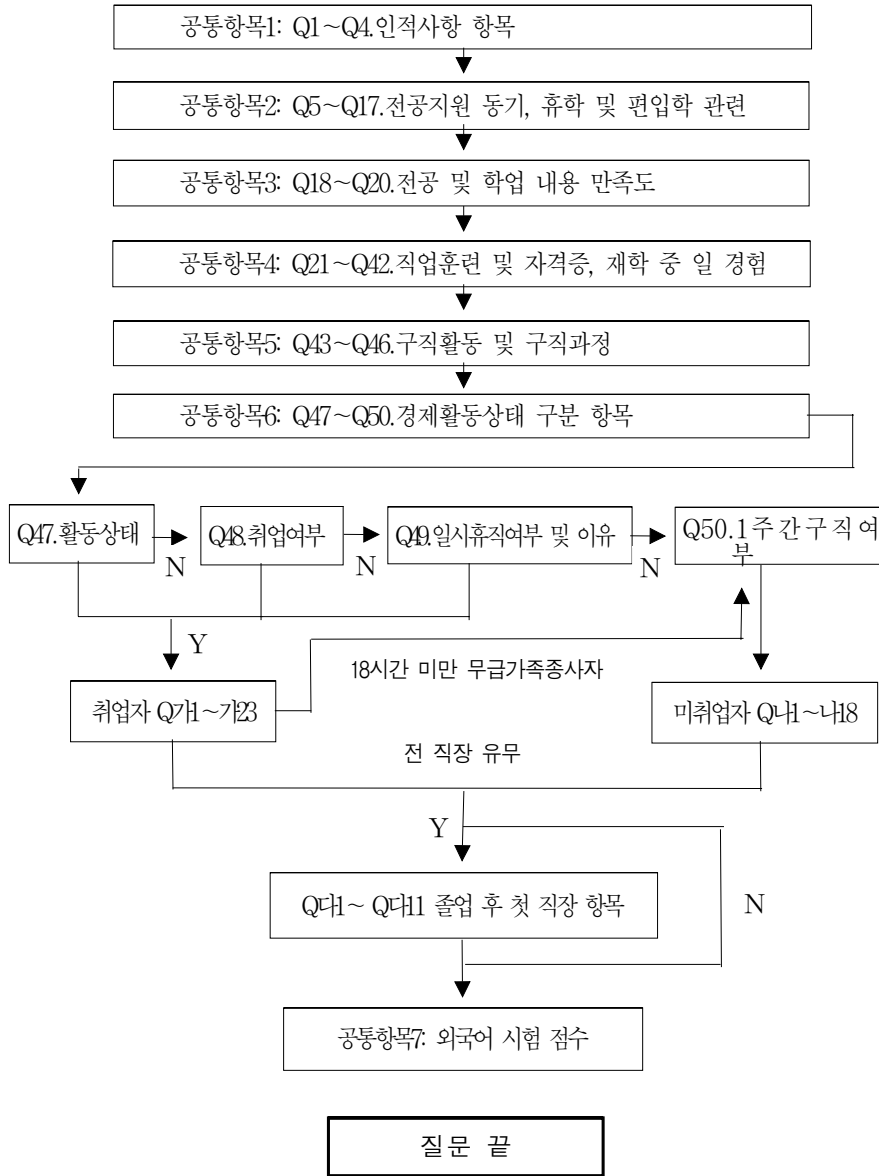 공통항목1: Q1～Q4.인적사항 항목
공통항목2: Q5～Q17.전공지원 동기, 휴학 및 편입학 관련
공통항목3: Q18～Q20.전공 및 학업 내용 만족도
공통항목4: Q21～Q42.직업훈련 및 자격증, 재학 중 일 경험
공통항목5: Q43～Q46.구직활동 및 구직과정
공통항목6: Q47～Q50.경제활동상태 구분 항목
Q47.활동상태
N
Q48.취업여부
N
Q49.일시휴직여부 및 이유
N
Q50.1주간구직여
부
Y
18시간 미만 무급가족종사자
취업자 Q가1～가23
미취업자 Q나1～나18
전 직장 유무
Y
Q다1～ Q다11 졸업 후 첫 직장 항목
N
공통항목7: 외국어 시험 점수
질문 끝